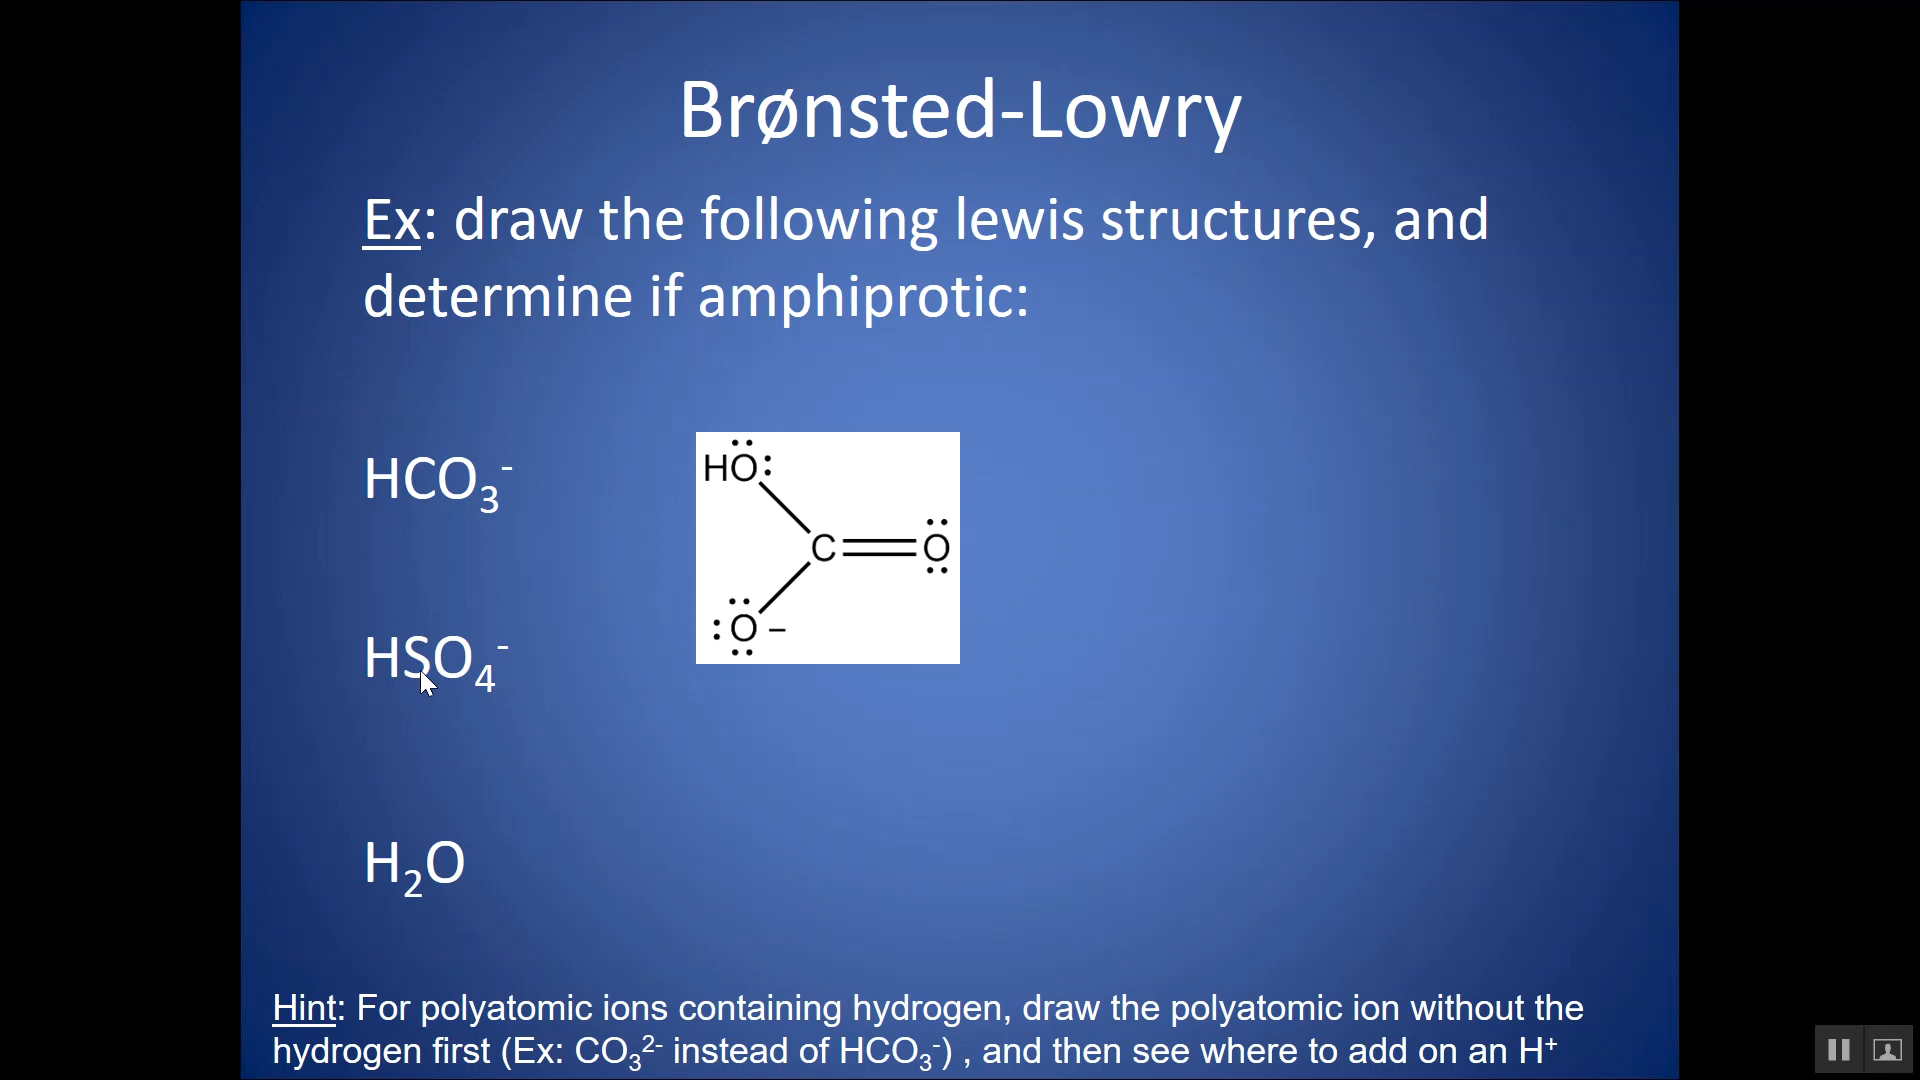 Brønsted-Lowry
Ex: draw the following lewis structures, and
determine if amphiprotic:
HCO₃⁻
HO
C
O
O –
HSO₄⁻
H₂O
Hint: For polyatomic ions containing hydrogen, draw the polyatomic ion without the
hydrogen first (Ex: CO₃²⁻ instead of HCO₃⁻) , and then see where to add on an H⁺